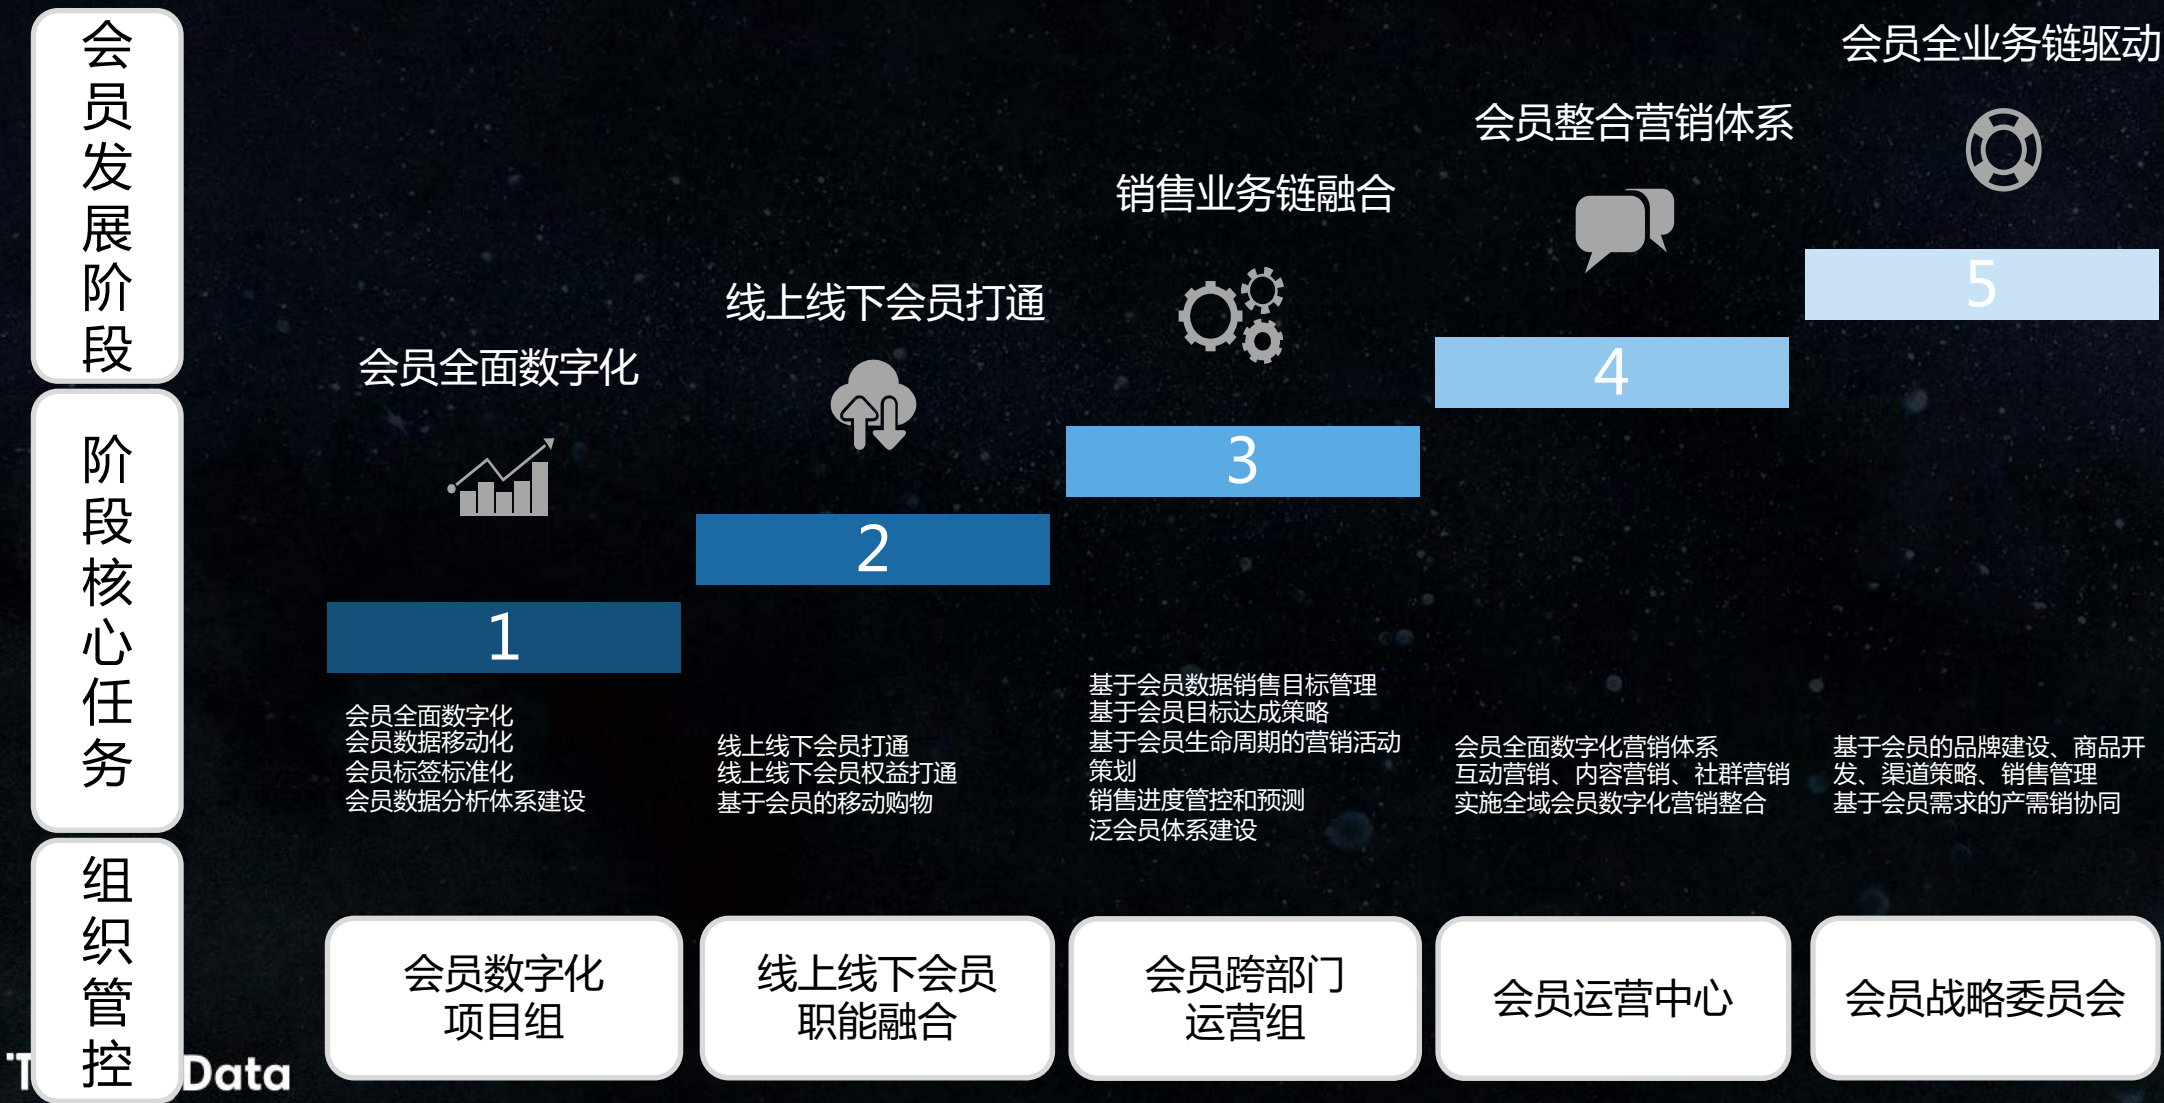 会员发展阶段
会员全面数字化
线上线下会员打通
销售业务链融合
会员整合营销体系
会员全业务链驱动
1
2
3
4
5
阶段核心任务
会员全面数字化
会员数据移动化
会员标签标准化
会员数据分析体系建设
线上线下会员打通
线上线下会员权益打通
基于会员的移动购物
基于会员数据销售目标管理
基于会员目标达成策略
基于会员生命周期的营销活动
策划
销售进度管控和预测
泛会员体系建设
会员全面数字化营销体系
互动营销、内容营销、社群营销
实施全域会员数字化营销整合
基于会员的品牌建设、商品开
发、渠道策略、销售管理
基于会员需求的产需销协同
组织管控
会员数字化
项目组
线上线下会员
职能融合
会员跨部门
运营组
会员运营中心
会员战略委员会
Data